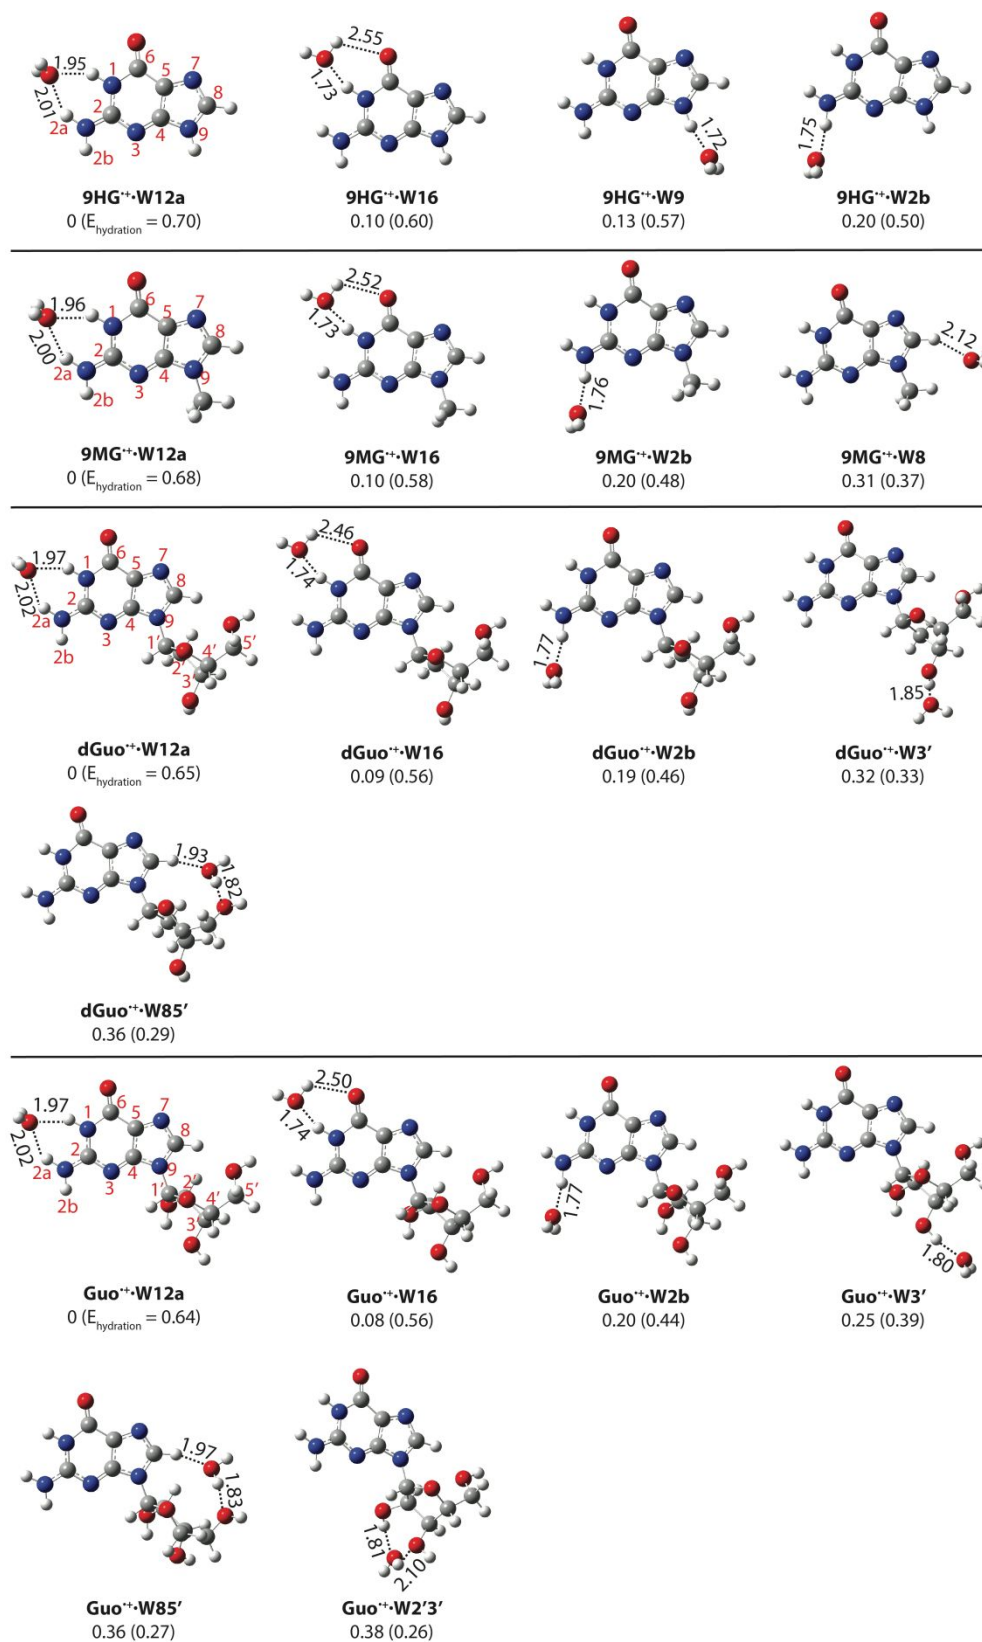 1.95
2.01
1
2
2a
2b
3
4
5
6
7
8
9
9HG•+·W12a
0 (Ehydration = 0.70)
2.55
1.73
9HG•+·W16
0.10 (0.60)
1.72
9HG•+·W9
0.13 (0.57)
1.75
9HG•+·W2b
0.20 (0.50)
1.96
2.00
1
2
2a
2b
3
4
5
6
7
8
9
9MG•+·W12a
0 (Ehydration = 0.68)
2.52
1.73
9MG•+·W16
0.10 (0.58)
1.76
9MG•+·W2b
0.20 (0.48)
2.12
9MG•+·W8
0.31 (0.37)
1.97
2.02
1
2
2a
2b
3
4
5
6
7
8
9
1'
2'
3'
4'
5'
dGuo•+·W12a
0 (Ehydration = 0.65)
2.46
1.74
dGuo•+·W16
0.09 (0.56)
1.77
dGuo•+·W2b
0.19 (0.46)
1.85
dGuo•+·W3′
0.32 (0.33)
1.93
1.82
dGuo•+·W85′
0.36 (0.29)
1.97
2.02
1
2
2a
2b
3
4
5
6
7
8
9
1'
2'
3'
4'
5'
Guo•+·W12a
0 (Ehydration = 0.64)
2.50
1.74
Guo•+·W16
0.08 (0.56)
1.77
Guo•+·W2b
0.20 (0.44)
1.80
Guo•+·W3′
0.25 (0.39)
1.97
1.83
Guo•+·W85′
0.36 (0.27)
1.81
2.10
Guo•+·W2′3′
0.38 (0.26)